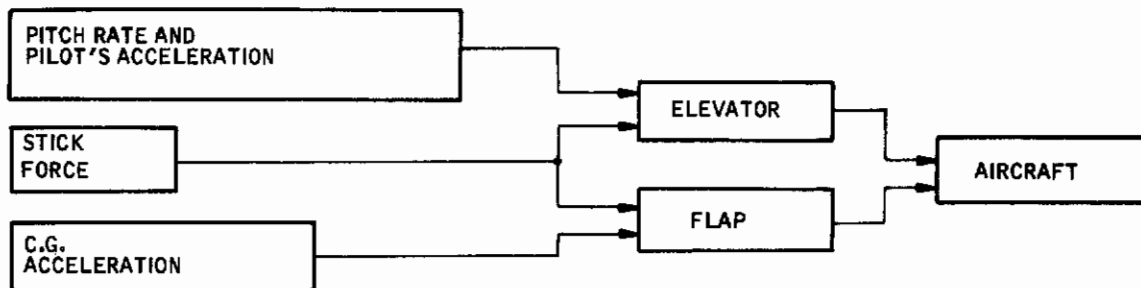 PITCH RATE AND
PILOT'S ACCELERATION
ELEVATOR
STICK
FORCE
AIRCRAFT
FLAP
C.G.
ACCELERATION